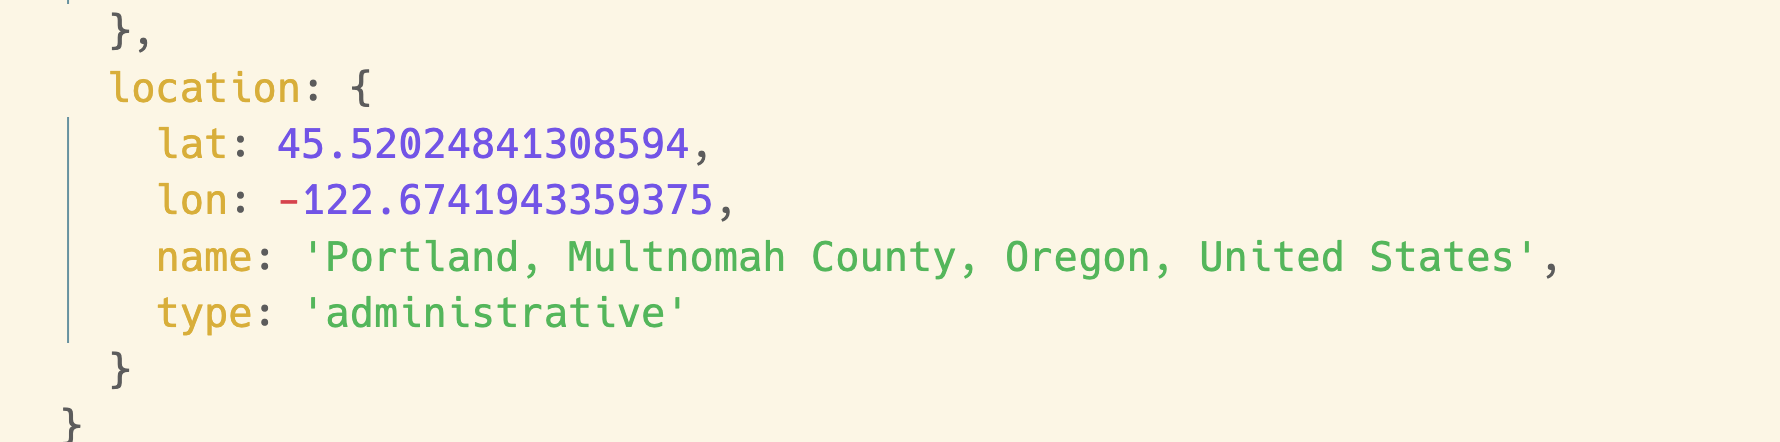 },
location: {
lat: 45.52024841308594,
lon: -122.6741943359375,
name: 'Portland, Multnomah County, Oregon, United States',
type: 'administrative'
}
}